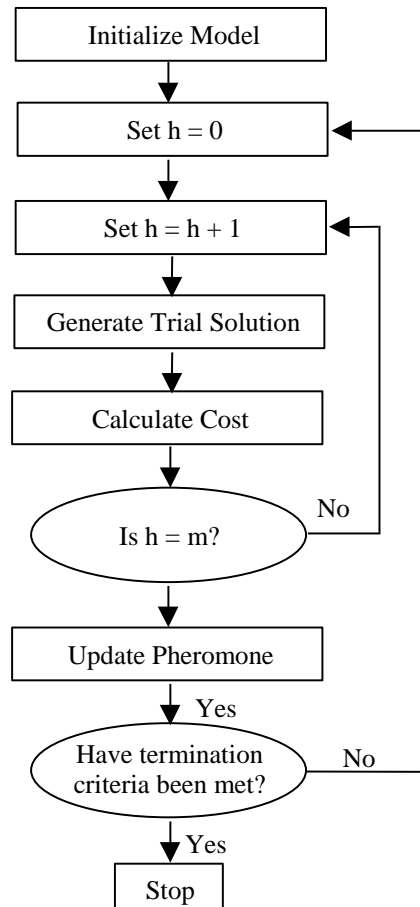 Initialize Model
Set h = 0
Set h = h + 1
Generate Trial Solution
Calculate Cost
No
Is h = m?
Update Pheromone
Yes
Have termination
criteria been met?
No
Yes
Stop